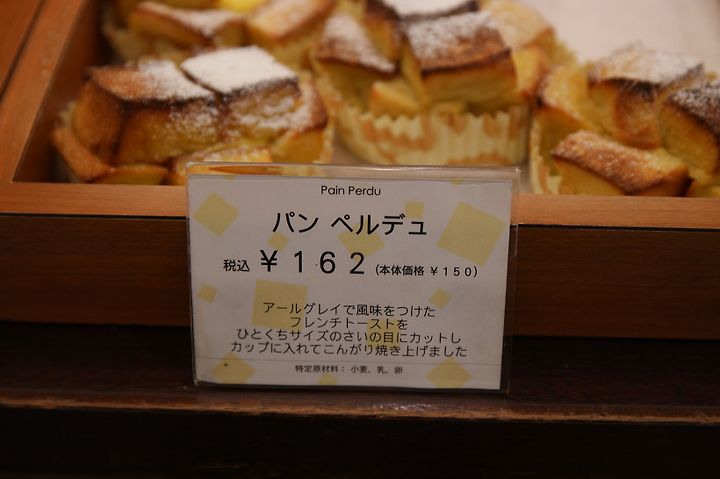 Pain Perdu
パン ペルデュ
税込 ￥１６２ (本体価格 ￥１５０)
アールグレイで風味をつけた
フレンチトーストを
ひとくちサイズのさいの目にカットし
カップに入れてこんがり焼き上げました
特定原材料： 小麦、乳、卵